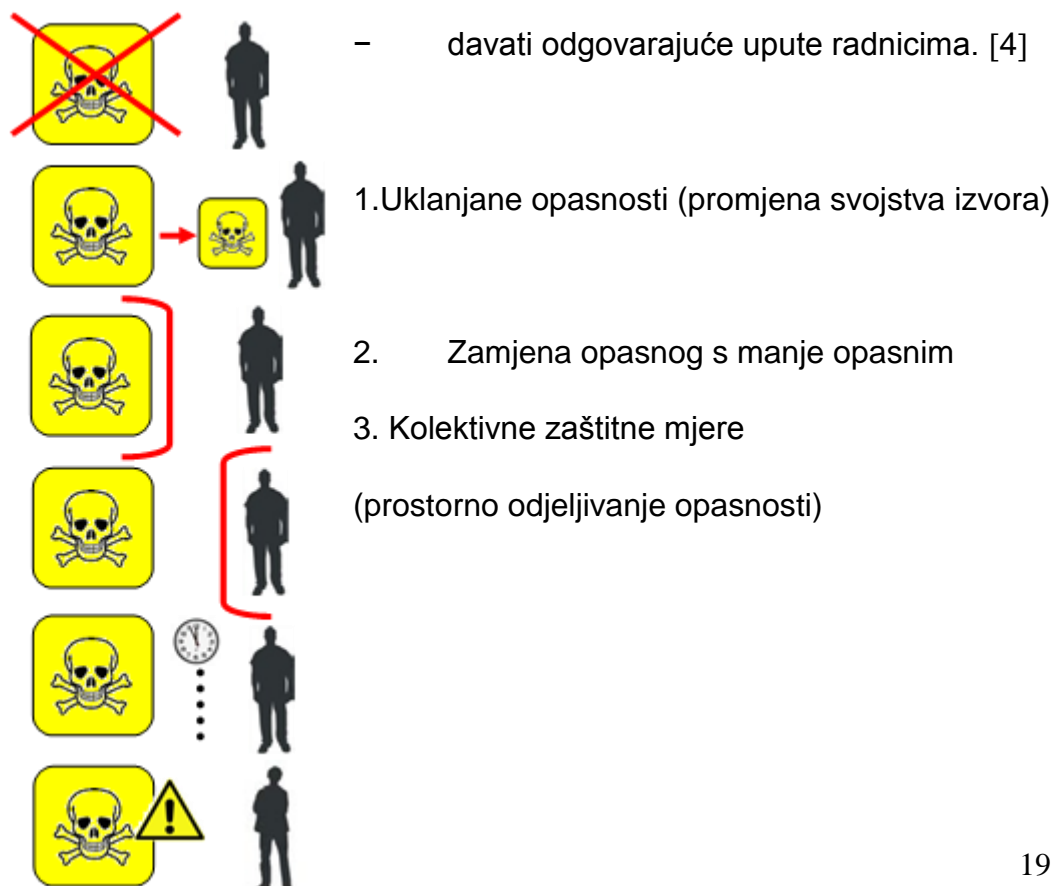 − davati odgovarajuće upute radnicima. [4]
1.Uklanjane opasnosti (promjena svojstva izvora)
2. Zamjena opasnog s manje opasnim
3. Kolektivne zaštitne mjere
(prostorno odjeljivanje opasnosti)
19